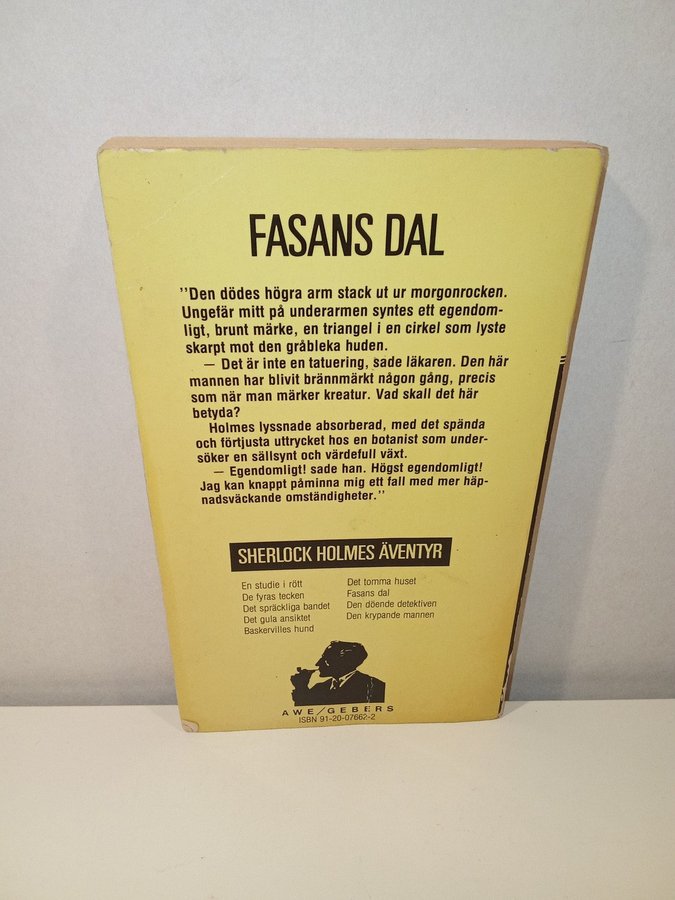 FASANS DAL
"Den dödes högra arm stack ut ur morgonrocken.
Ungefär mitt på underarmen syntes ett egendom-
ligt, brunt märke, en triangel i en cirkel som lyste
skarpt mot den gråbleka huden.
— Det är inte en tatuering, sade läkaren. Den här
mannen har blivit brännmärkt någon gång, precis
som när man märker kreatur. Vad skall det här
betyda?
Holmes lyssnade absorberad, med det spända
och förtjusta uttrycket hos en botanist som under-
söker en sällsynt och värdefull växt.
— Egendomligt! sade han. Högst egendomligt!
Jag kan knappt påminna mig ett fall med mer häp-
nadsväckande omständigheter."
SHERLOCK HOLMES ÄVENTYR
En studie i rött
De fyras tecken
Det spräckliga bandet
Det gula ansiktet
Baskervilles hund
Det tomma huset
Fasans dal
Den döende detektiven
Den krypande mannen
AWE/GEBERS
ISBN 91-20-07662-2